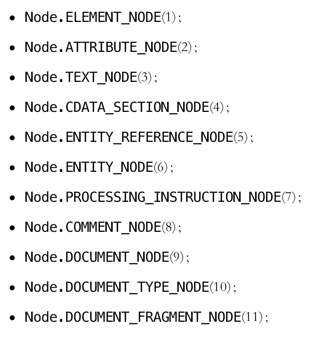 • Node.ELEMENT_NODE(1);
• Node.ATTRIBUTE_NODE(2);
• Node.TEXT_NODE(3);
• Node.CDATA_SECTION_NODE(4);
• Node.ENTITY_REFERENCE_NODE(5);
• Node.ENTITY_NODE(6);
• Node.PROCESSING_INSTRUCTION_NODE(7);
• Node.COMMENT_NODE(8);
• Node.DOCUMENT_NODE(9);
• Node.DOCUMENT_TYPE_NODE(10);
• Node.DOCUMENT_FRAGMENT_NODE(11);